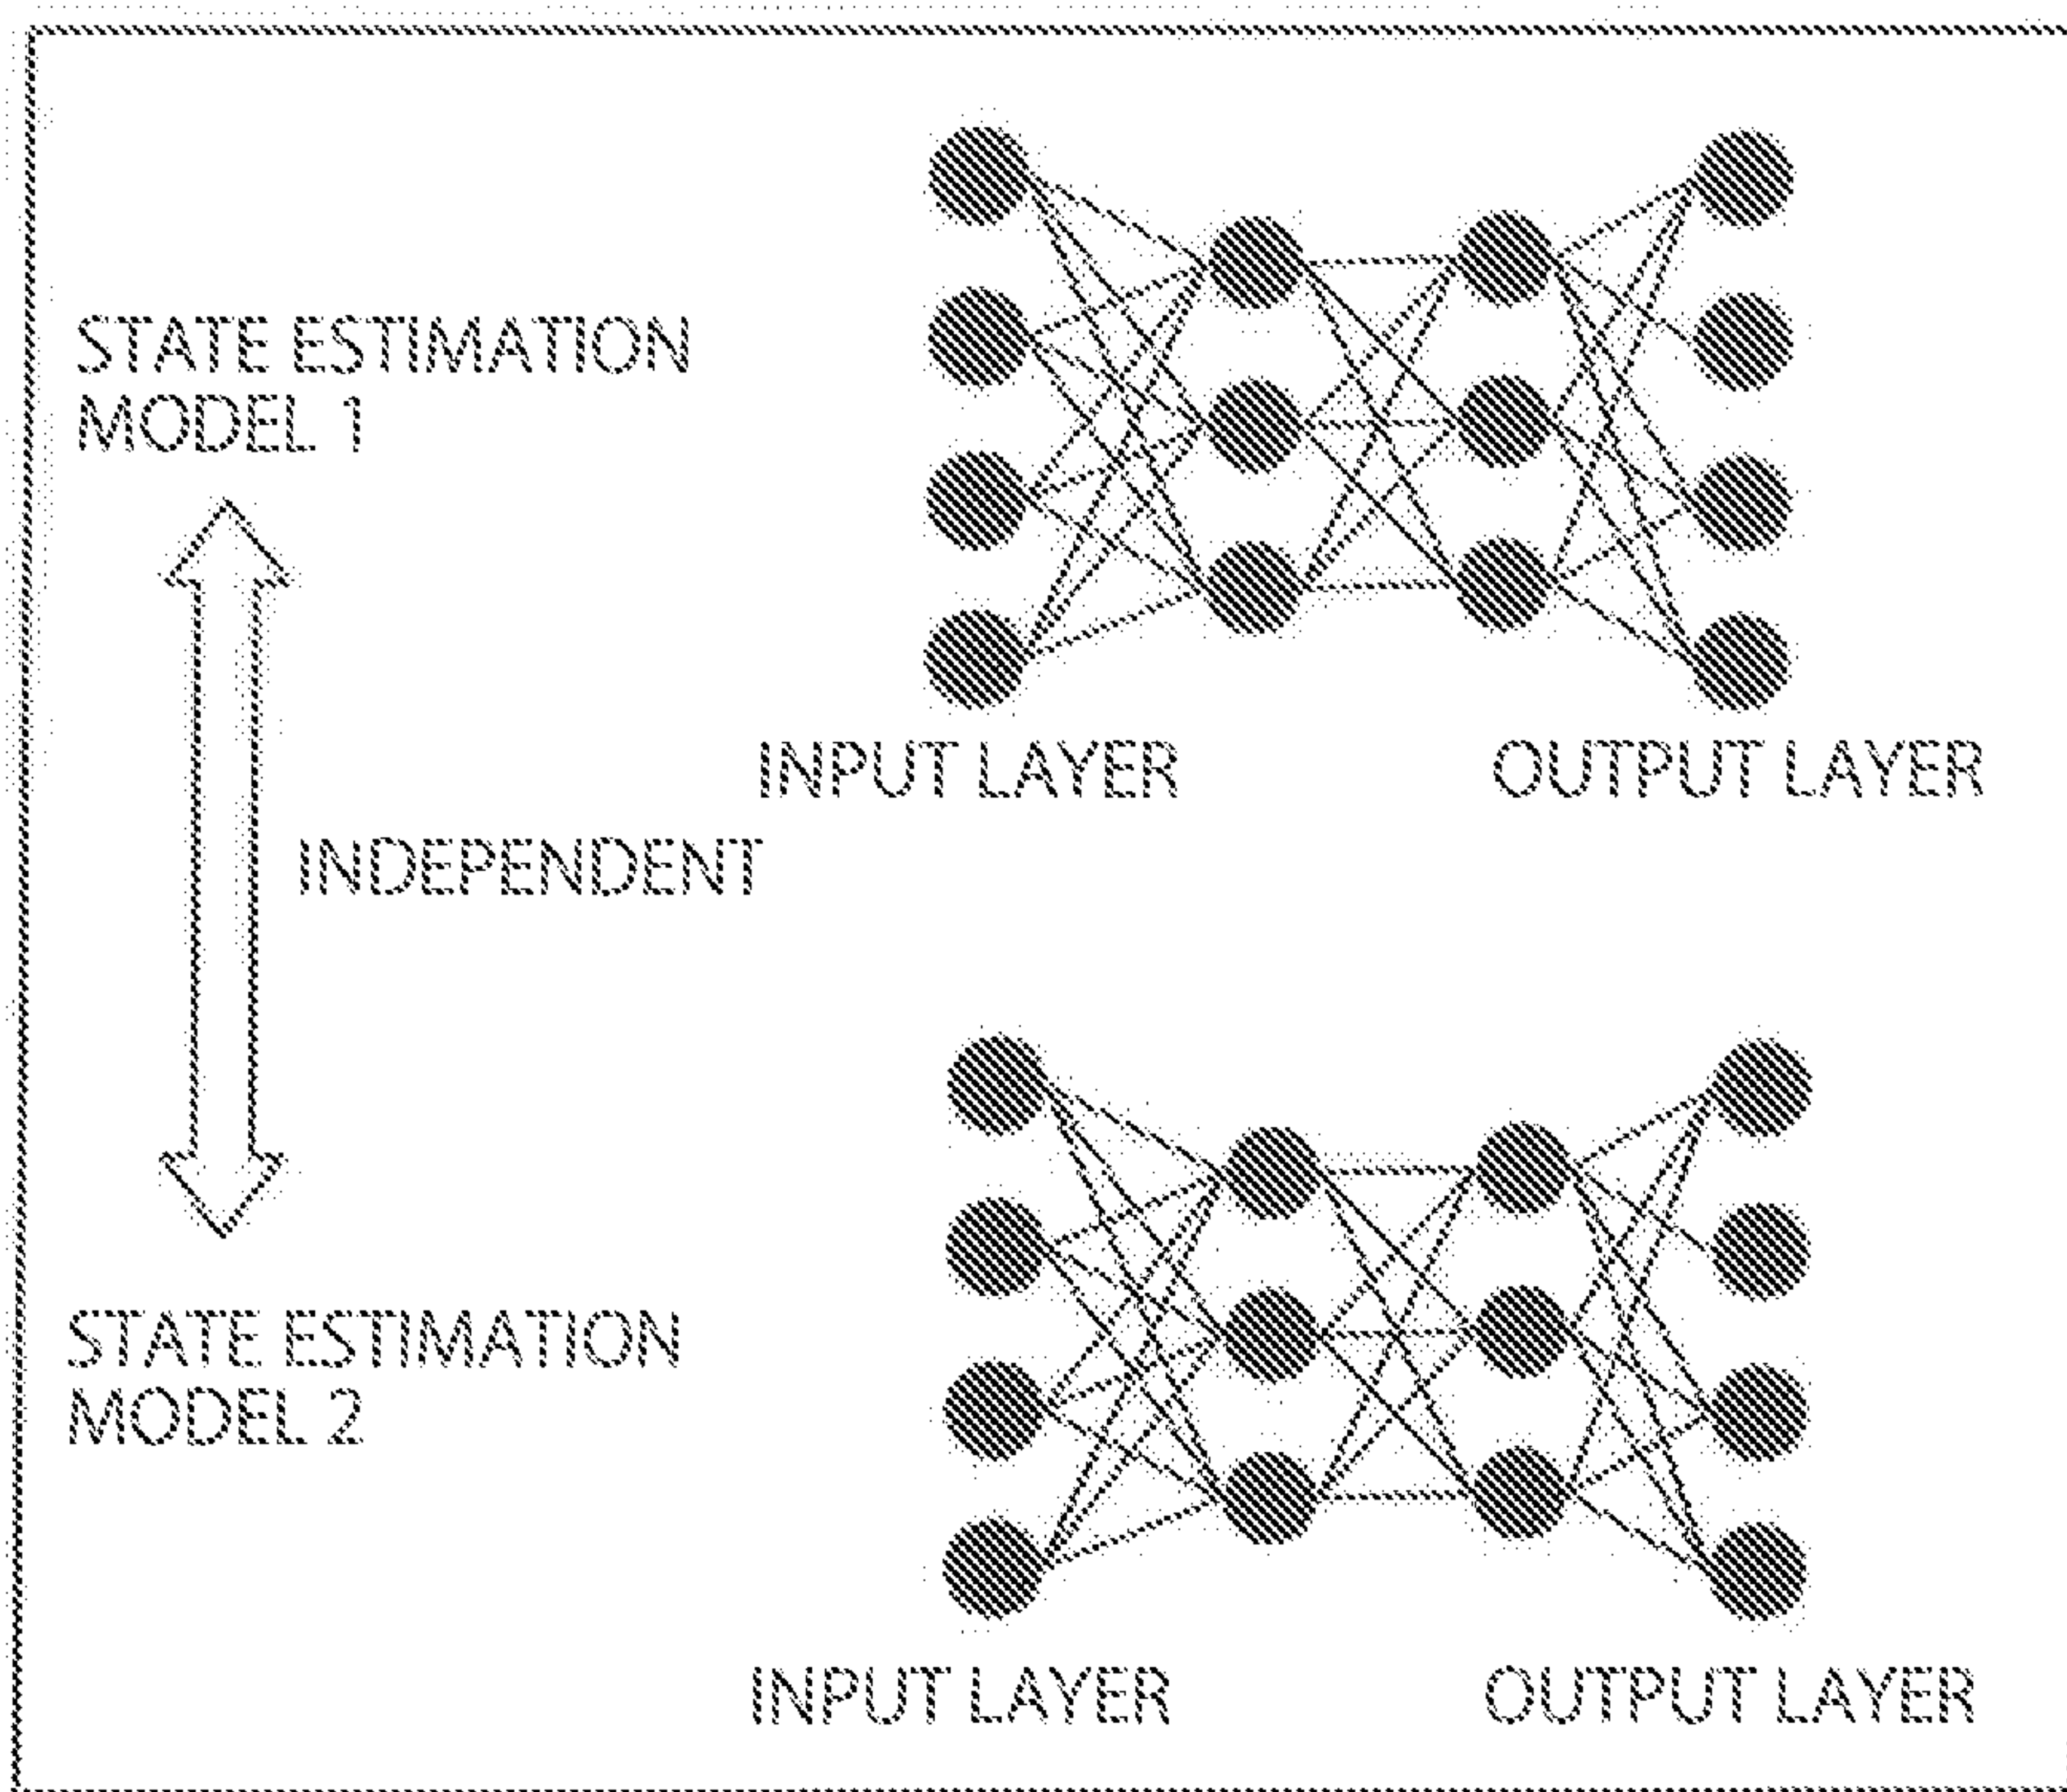 STATE ESTIMATION
MODEL 1
INPUT LAYER
OUTPUT LAYER
INDEPENDENT
STATE ESTIMATION
MODEL 2
INPUT LAYER
OUTPUT LAYER